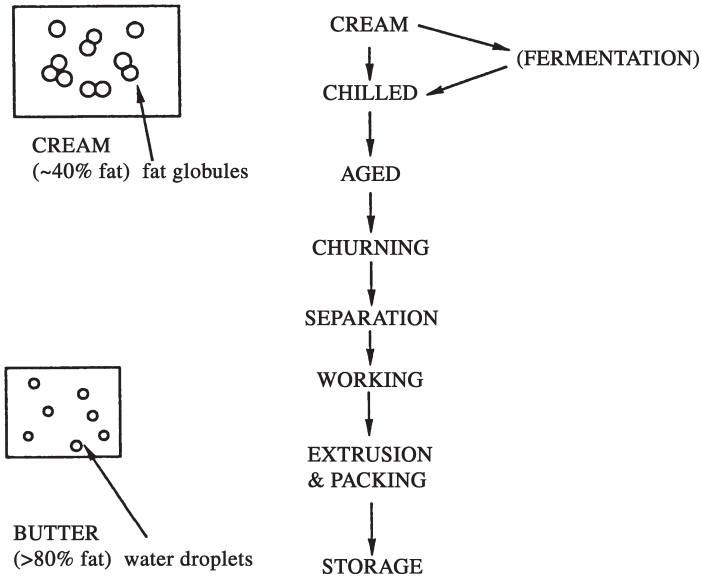 CREAM
(~40% fat) fat globules
BUTTER
(>80% fat) water droplets
CREAM
(FERMENTATION)
CHILLED
AGED
CHURNING
SEPARATION
WORKING
EXTRUSION
& PACKING
STORAGE